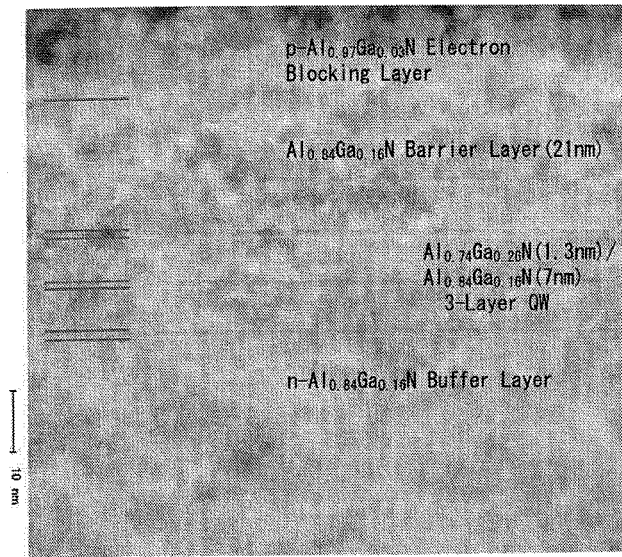 p-Al₀.₉₇Ga₀.₀₃N Electron
Blocking Layer
Al₀.₈₄Ga₀.₁₆N Barrier Layer(21nm)
Al₀.₇₄Ga₀.₂₆N(1.3nm)/
Al₀.₈₄Ga₀.₁₆N(7nm)
3-Layer QW
n-Al₀.₈₄Ga₀.₁₆N Buffer Layer
10 nm